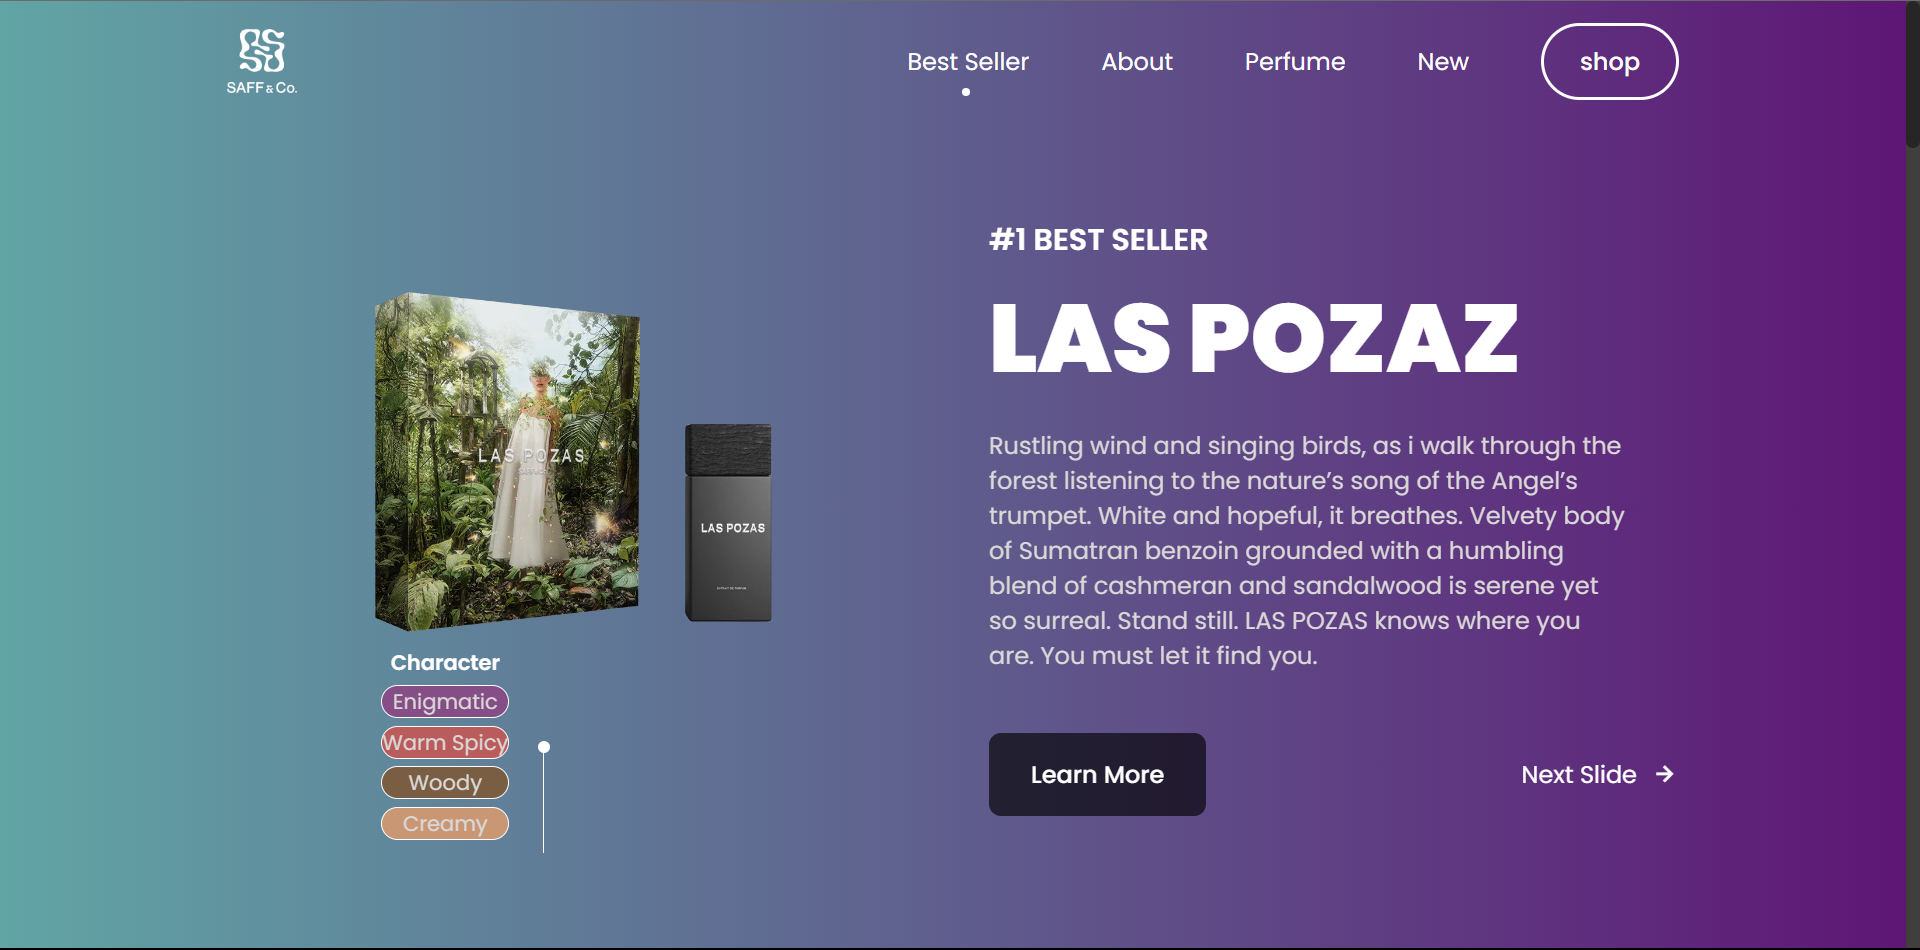 SAFF & Co.
Best Seller
About
Perfume
New
shop
#1 BEST SELLER
LAS POZAZ
LAS POZAS
LAS POZAS
EXTRAIT DE PARFUM
Rustling wind and singing birds, as i walk through the
forest listening to the nature’s song of the Angel’s
trumpet. White and hopeful, it breathes. Velvety body
of Sumatran benzoin grounded with a humbling
blend of cashmeran and sandalwood is serene yet
so surreal. Stand still. LAS POZAS knows where you
are. You must let it find you.
Character
Enigmatic
Warm Spicy
Woody
Creamy
Learn More
Next Slide